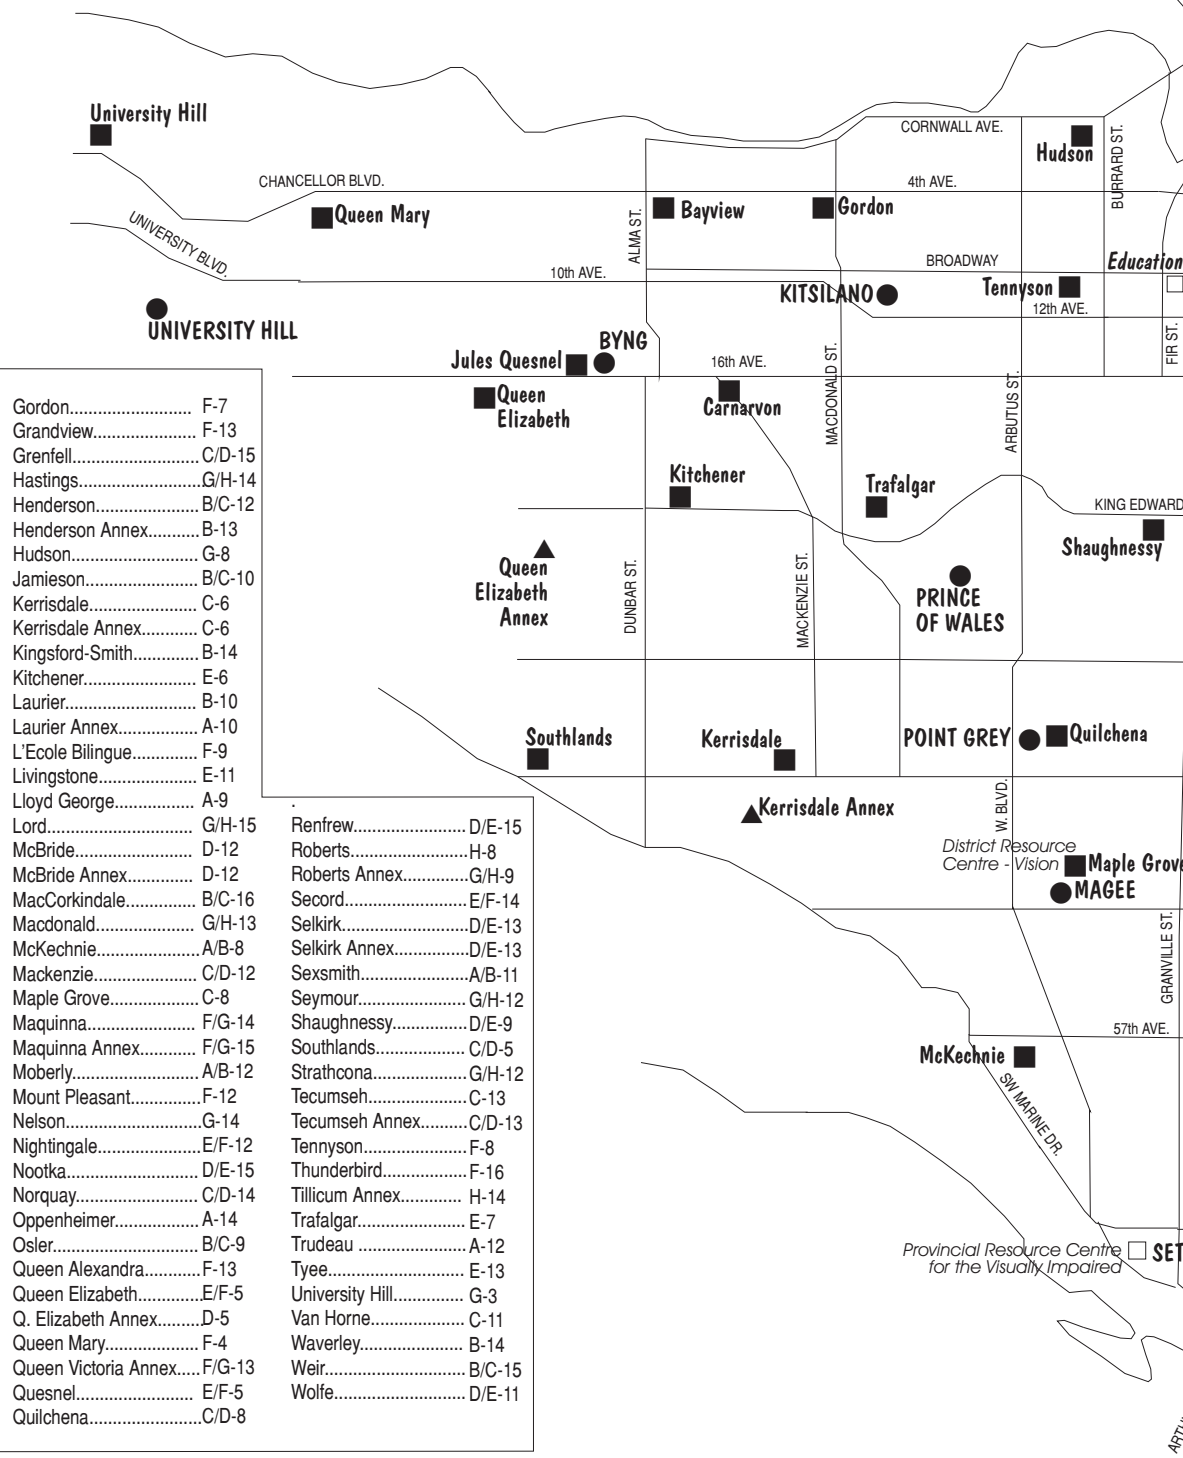 University Hill
CORNWALL AVE.
Hudson
BURRARD ST.
CHANCELLOR BLVD.
4th AVE.
Queen Mary
Bayview
Gordon
ALMA ST.
UNIVERSITY BLVD.
10th AVE.
BROADWAY
Education
KITSILANO
Tennyson
12th AVE.
UNIVERSITY HILL
BYNG
Jules Quesnel
16th AVE.
FIR ST.
MACDONALD ST.
ARBUTUS ST.
Queen
Elizabeth
Carnarvon
Kitchener
Trafalgar
KING EDWARD
Shaughnessy
Queen
Elizabeth
Annex
DUNBAR ST.
MACKENZIE ST.
PRINCE
OF WALES
Southlands
Kerrisdale
POINT GREY
Quilchena
Kerrisdale Annex
W. BLVD.
District Resource
Centre - Vision
Maple Grove
MAGEE
GRANVILLE ST.
57th AVE.
McKechnie
SW MARINE DR.
Provincial Resource Centre
for the Visually Impaired
SET
Gordon.......................... F-7
Grandview...................... F-13
Grenfell...........................C/D-15
Hastings..........................G/H-14
Henderson......................B/C-12
Henderson Annex...........B-13
Hudson........................... G-8
Jamieson........................B/C-10
Kerrisdale....................... C-6
Kerrisdale Annex............ C-6
Kingsford-Smith..............B-14
Kitchener........................ E-6
Laurier............................ B-10
Laurier Annex................. A-10
L'Ecole Bilingue.............. F-9
Livingstone..................... E-11
Lloyd George................. A-9
Lord............................... G/H-15
McBride......................... D-12
McBride Annex.............. D-12
MacCorkindale................B/C-16
Macdonald..................... G/H-13
McKechnie......................A/B-8
Mackenzie......................C/D-12
Maple Grove...................C-8
Maquinna....................... F/G-14
Maquinna Annex............ F/G-15
Moberly...........................A/B-12
Mount Pleasant...............F-12
Nelson.............................G-14
Nightingale......................E/F-12
Nootka............................ D/E-15
Norquay..........................C/D-14
Oppenheimer..................A-14
Osler...............................B/C-9
Queen Alexandra............F-13
Queen Elizabeth..............E/F-5
Q. Elizabeth Annex..........D-5
Queen Mary....................F-4
Queen Victoria Annex.....F/G-13
Quesnel......................... E/F-5
Quilchena........................C/D-8
Renfrew........................D/E-15
Roberts.........................H-8
Roberts Annex..............G/H-9
Secord..........................E/F-14
Selkirk...........................D/E-13
Selkirk Annex................D/E-13
Sexsmith.......................A/B-11
Seymour.......................G/H-12
Shaughnessy................D/E-9
Southlands...................C/D-5
Strathcona....................G/H-12
Tecumseh.....................C-13
Tecumseh Annex..........C/D-13
Tennyson......................F-8
Thunderbird..................F-16
Tillicum Annex............. H-14
Trafalgar.......................E-7
Trudeau .......................A-12
Tyee............................. E-13
University Hill............... G-3
Van Horne.................... C-11
Waverley...................... B-14
Weir..............................B/C-15
Wolfe............................D/E-11